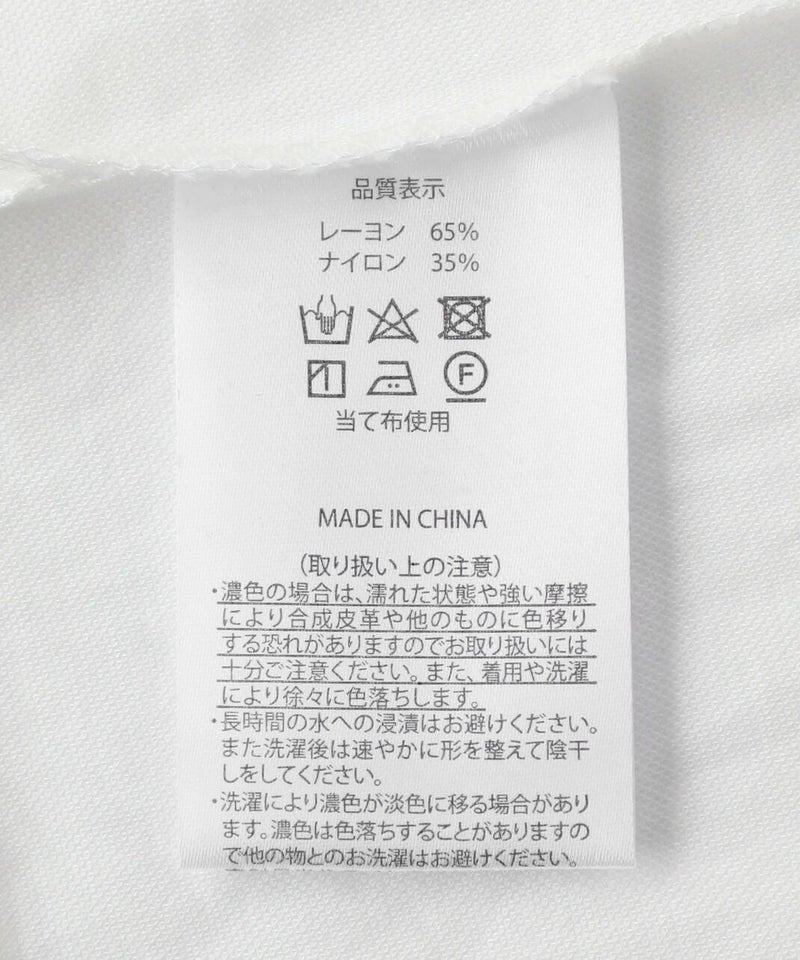 品質表示
レーヨン 65%
ナイロン 35%
F
当て布使用
MADE IN CHINA
(取り扱い上の注意)
・濃色の場合は、濡れた状態や強い摩擦
により合成皮革や他のものに色移り
する恐れがありますのでお取り扱いには
十分ご注意ください。また、着用や洗濯
により徐々に色落ちします。
・長時間の水への浸漬はお避けください。
また洗濯後は速やかに形を整えて陰干
しをしてください。
・洗濯により濃色が淡色に移る場合があり
ます。濃色は色落ちすることがありますの
で他の物とのお洗濯はお避けください。